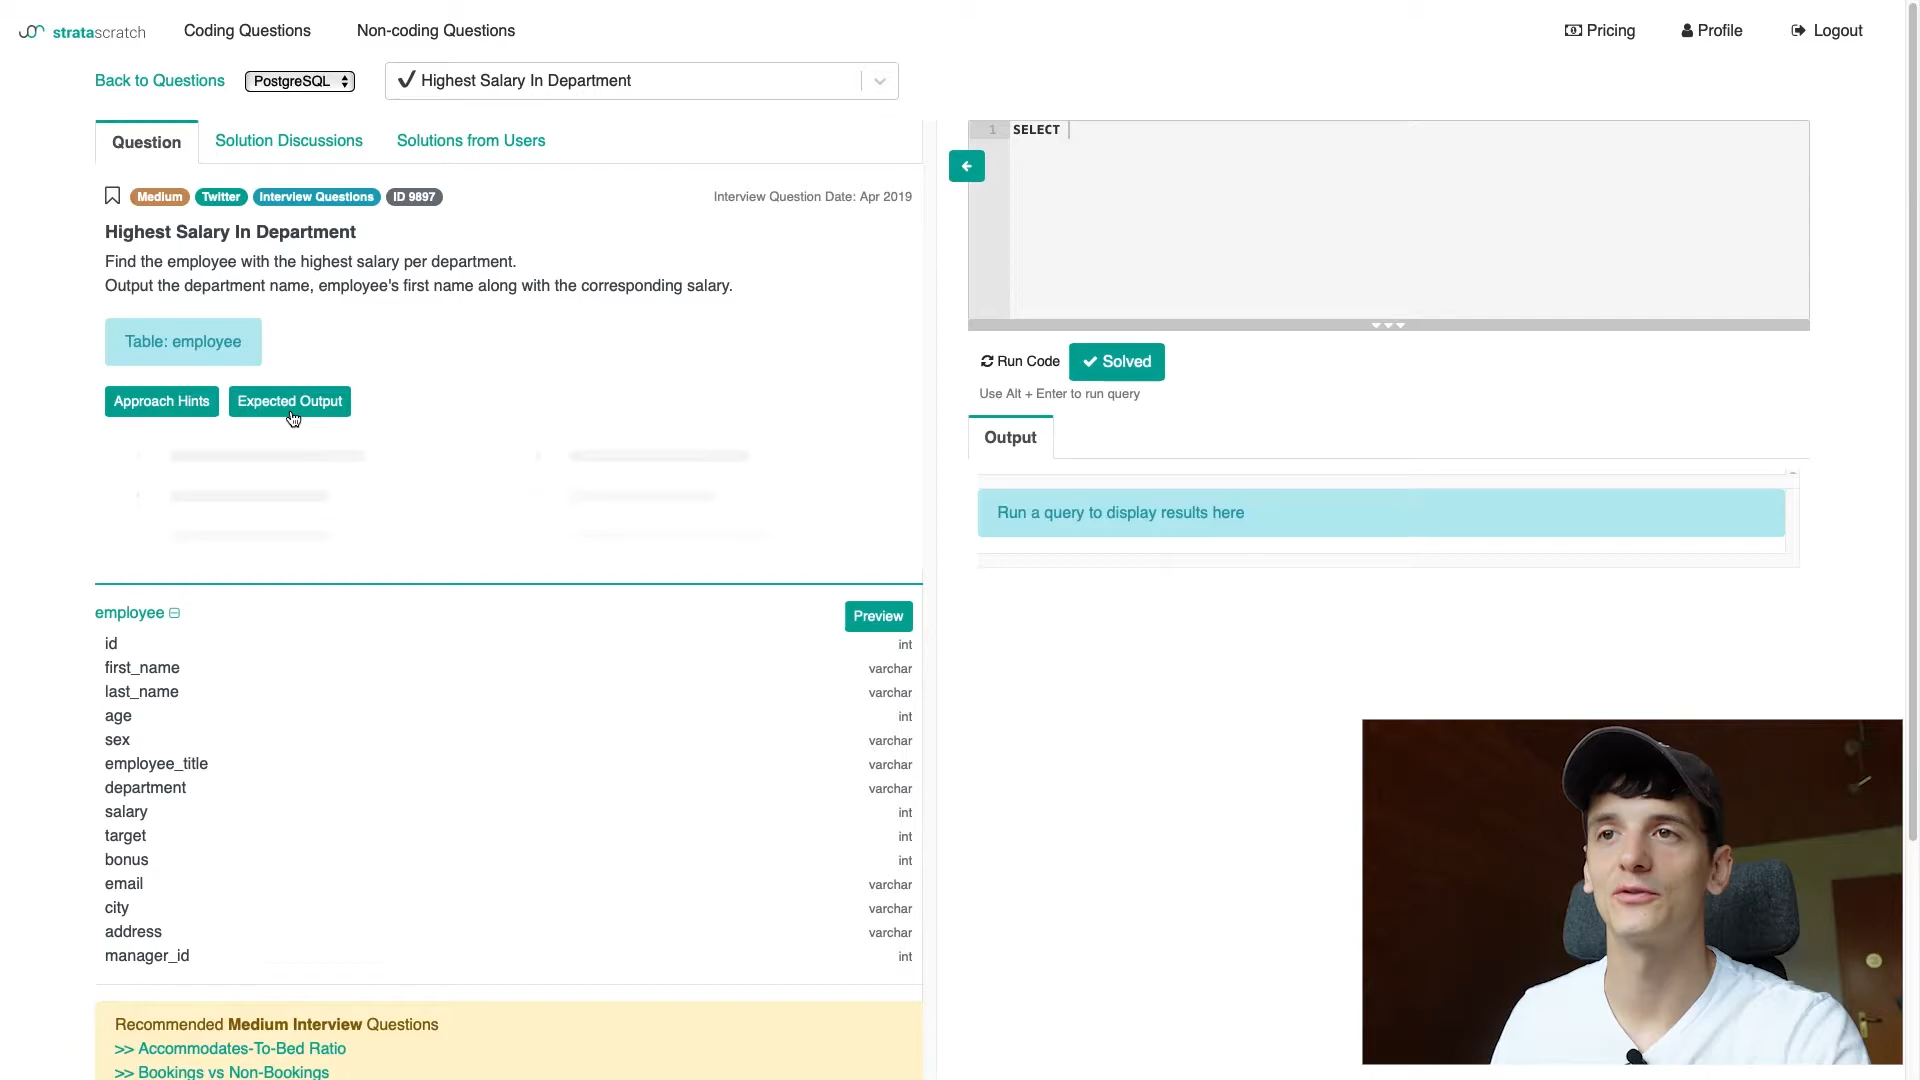 stratascratch
Coding Questions
Non-coding Questions
Pricing
Profile
Logout
Back to Questions
PostgreSQL
Highest Salary In Department
Question
Solution Discussions
Solutions from Users
Medium
Twitter
Interview Questions
ID 9897
Interview Question Date: Apr 2019
Highest Salary In Department
Find the employee with the highest salary per department.
Output the department name, employee's first name along with the corresponding salary.
Table: employee
Approach Hints
Expected Output
employee
Preview
id int
first_name varchar
last_name varchar
age int
sex varchar
employee_title varchar
department varchar
salary int
target int
bonus int
email varchar
city varchar
address varchar
manager_id int
Recommended Medium Interview Questions
>> Accommodates-To-Bed Ratio
>> Bookings vs Non-Bookings
1 SELECT
Run Code
Solved
Use Alt + Enter to run query
Output
Run a query to display results here